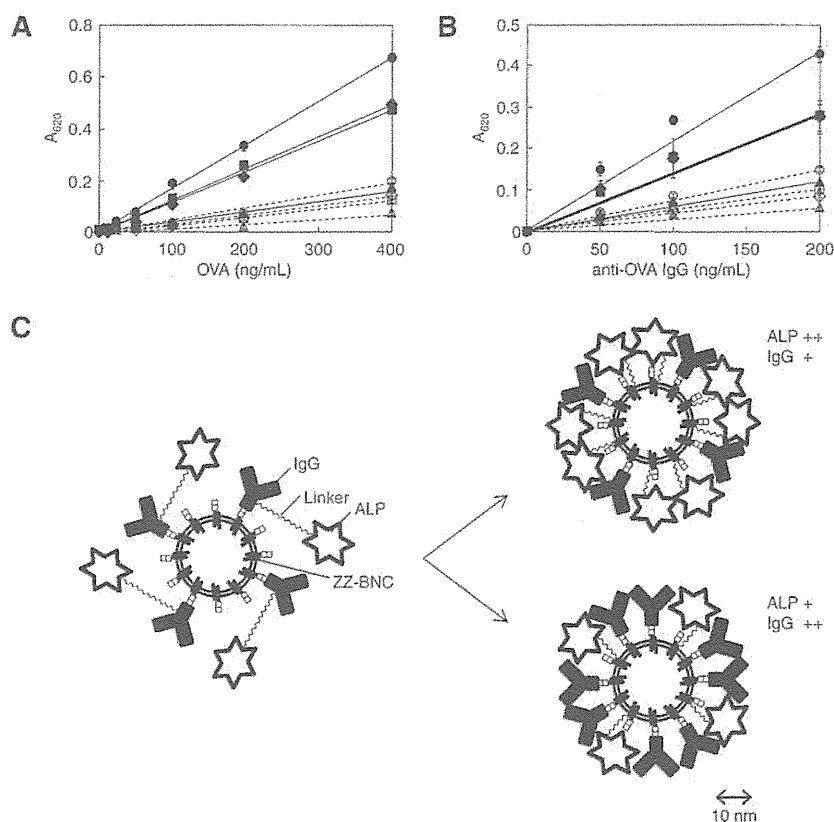 A
0.8
0.6
0.4
0.2
0
A620
0 100 200 300 400
OVA (ng/mL)
B
0.5
0.4
0.3
0.2
0.1
0
A620
0 50 100 150 200
anti-OVA IgG (ng/mL)
C
IgG
Linker
ALP
ZZ-BNC
ALP ++
IgG +
ALP +
IgG ++
10 nm